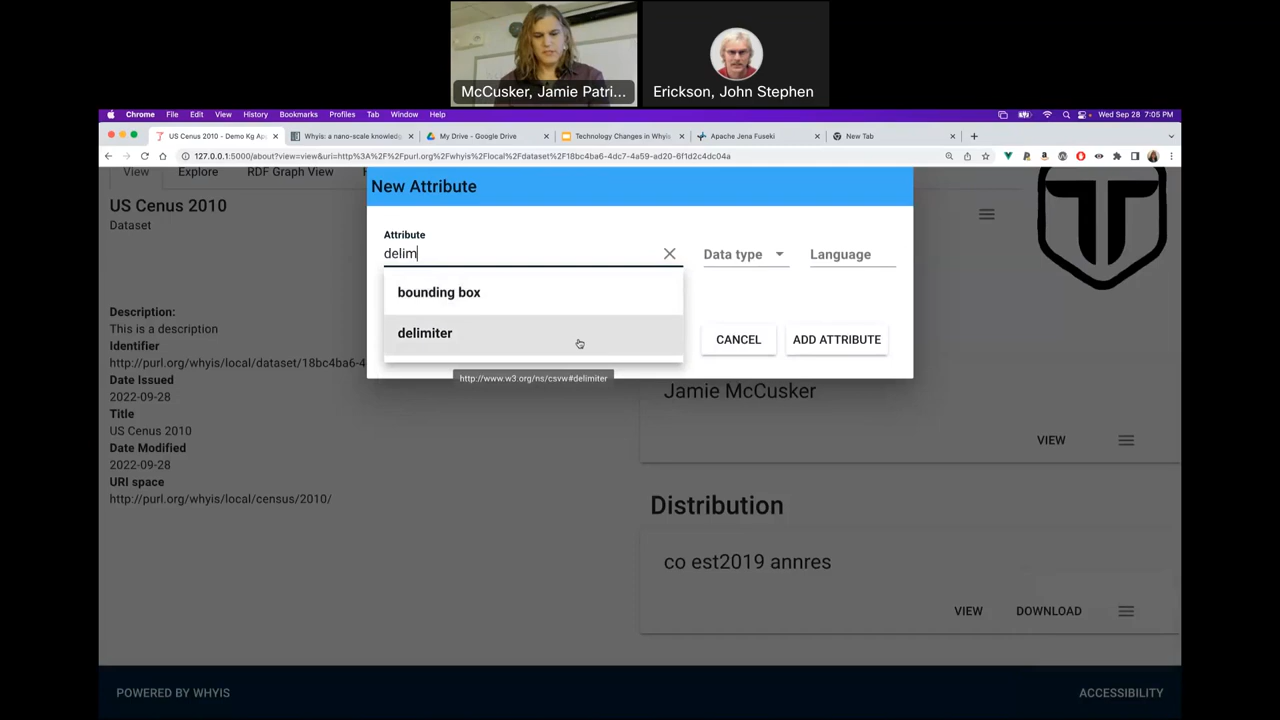 McCusker, Jamie Patri...
Erickson, John Stephen
Chrome File Edit View History Bookmarks Profiles Tab Window Help
Wed Sep 28 7:05 PM
US Cenus 2010 - Demo Kg Ap
Whyis: a nano-scale knowledg
My Drive - Google Drive
Technology Changes in Whyis
Apache Jena Fuseki
New Tab
127.0.0.1:5000/about?view=view&uri=http%3A%2F%2Fpurl.org%2Fwhyis%2Flocal%2Fdataset%2F18bc4ba6-4dc7-4a59-ad20-6f1d2c4dc04a
View Explore RDF Graph View
US Cenus 2010
Dataset
Description:
This is a description
Identifier
http://purl.org/whyis/local/dataset/18bc4ba6-4
Date Issued
2022-09-28
Title
US Cenus 2010
Date Modified
2022-09-28
URI space
http://purl.org/whyis/local/census/2010/
New Attribute
Attribute
delim
Data type
Language
bounding box
delimiter
CANCEL
ADD ATTRIBUTE
http://www.w3.org/ns/csvw#delimiter
Jamie McCusker
VIEW
Distribution
co est2019 annres
VIEW DOWNLOAD
POWERED BY WHYIS
ACCESSIBILITY